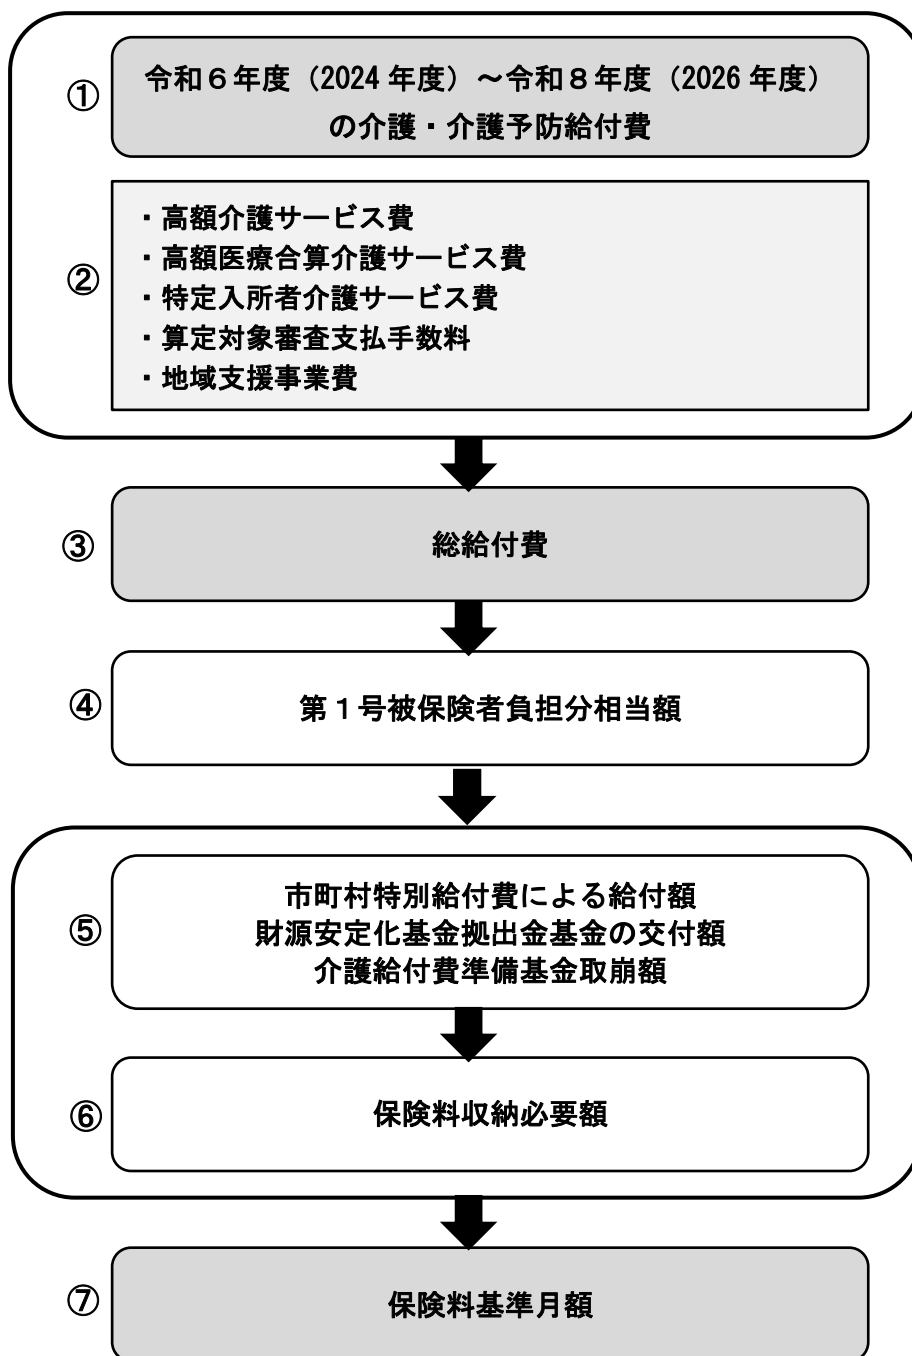 ①
令和６年度（2024 年度）～令和８年度（2026 年度）
の介護・介護予防給付費
②
・高額介護サービス費
・高額医療合算介護サービス費
・特定入所者介護サービス費
・算定対象審査支払手数料
・地域支援事業費
③
総給付費
④
第１号被保険者負担分相当額
⑤
市町村特別給付費による給付額
財源安定化基金拠出金基金の交付額
介護給付費準備基金取崩額
⑥
保険料収納必要額
⑦
保険料基準月額